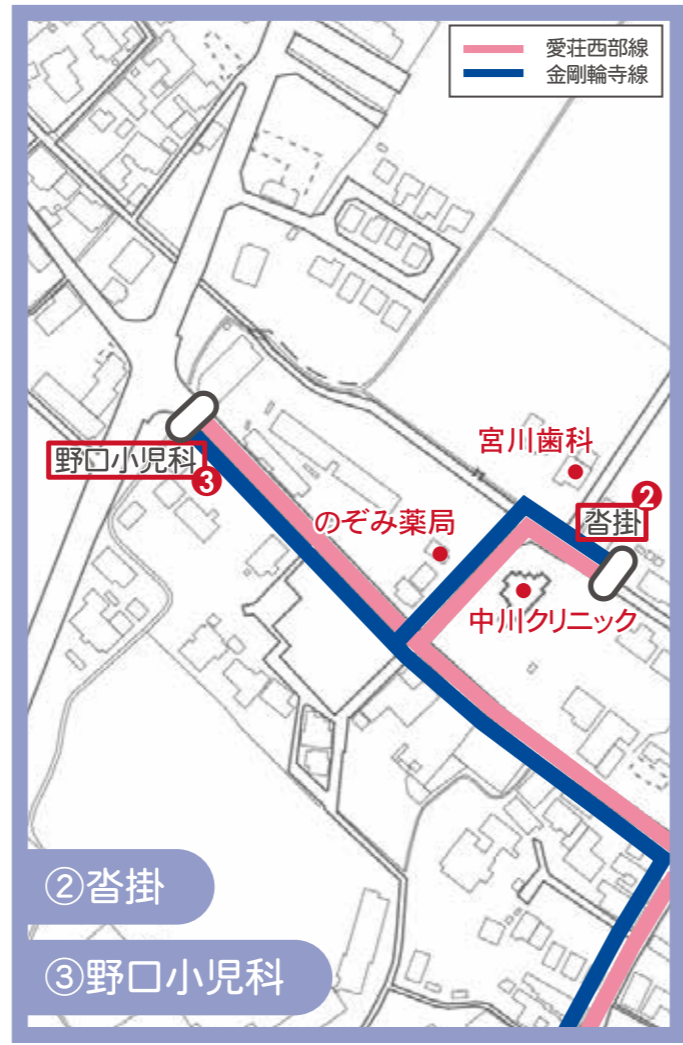 愛荘西部線
金剛輪寺線
宮川歯科
野口小児科
3
のぞみ薬局
2
沓掛
中川クリニック
②沓掛
③野口小児科